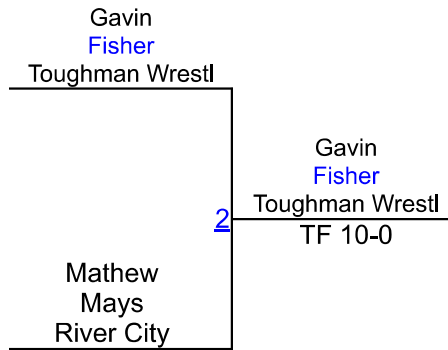 Gavin
Fisher
Toughman Wrestl
Gavin
Fisher
Toughman Wrestl
2
TF 10-0
Mathew
Mays
River City